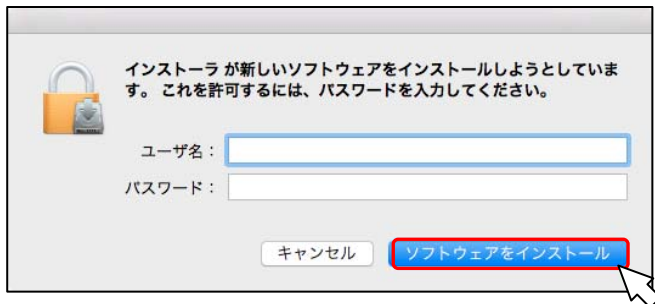 インストーラ が新しいソフトウェアをインストールしようとしていま
す。 これを許可するには、パスワードを入力してください。
ユーザ名：
パスワード：
キャンセル
ソフトウェアをインストール